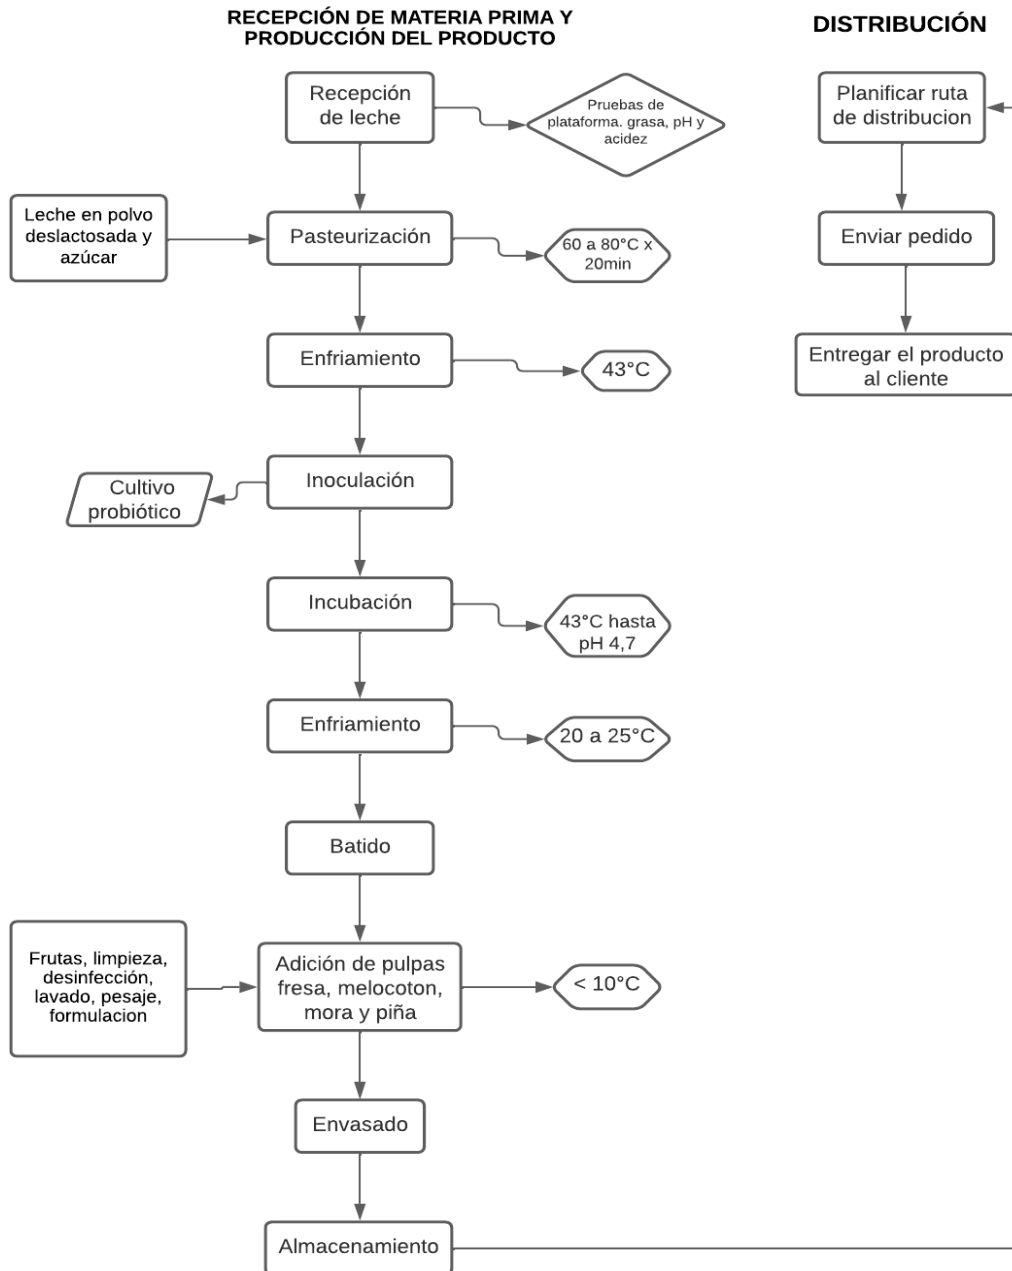 RECEPCIÓN DE MATERIA PRIMA Y
PRODUCCIÓN DEL PRODUCTO
DISTRIBUCIÓN
Recepción
de leche
Pruebas de
plataforma. grasa, pH y
acidez
Planificar ruta
de distribucion
Leche en polvo
deslactosada y
azúcar
Pasteurización
60 a 80°C x
20min
Enviar pedido
Enfriamiento
43°C
Entregar el producto
al cliente
Inoculación
Cultivo
probiótico
Incubación
43°C hasta
pH 4,7
Enfriamiento
20 a 25°C
Batido
Frutas, limpieza,
desinfección,
lavado, pesaje,
formulacion
Adición de pulpas
fresa, melocoton,
mora y piña
< 10°C
Envasado
Almacenamiento